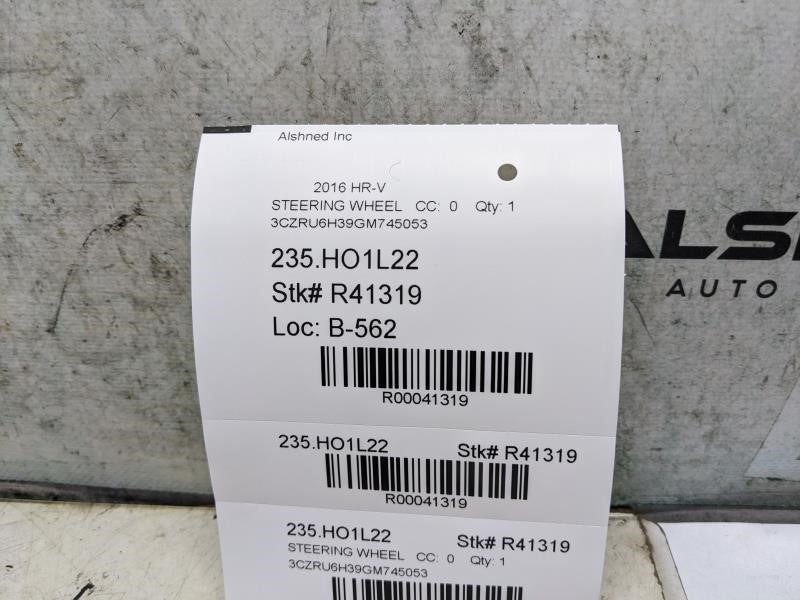 Alshned Inc
2016 HR-V
STEERING WHEEL CC: 0 Qty: 1
3CZRU6H39GM745053
235.HO1L22
Stk# R41319
Loc: B-562
R00041319
235.HO1L22 Stk# R41319
R00041319
235.HO1L22 Stk# R41319
STEERING WHEEL CC: 0 Qty: 1
3CZRU6H39GM745053
AUTO